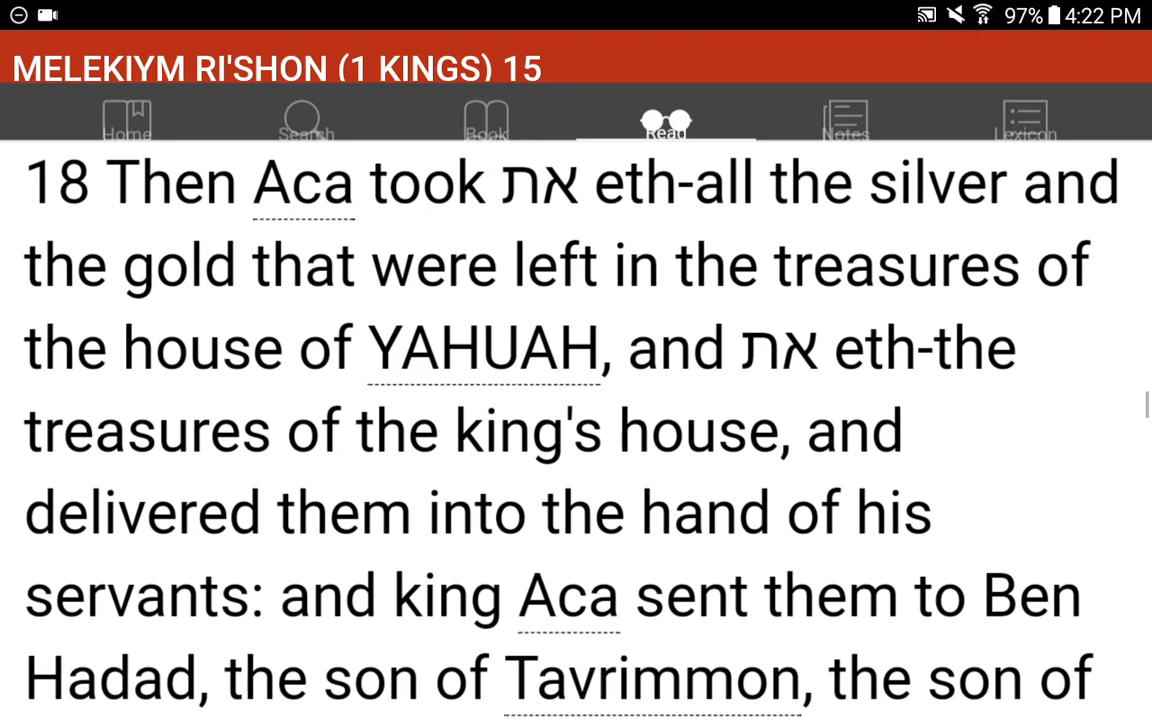 97% 4:22 PM
MELEKIYM RI'SHON (1 KINGS) 15
Home Search Book Read Notes Lexicon
18 Then Aca took את eth-all the silver and
the gold that were left in the treasures of
the house of YAHUAH, and את eth-the
treasures of the king's house, and
delivered them into the hand of his
servants: and king Aca sent them to Ben
Hadad, the son of Tavrimmon, the son of